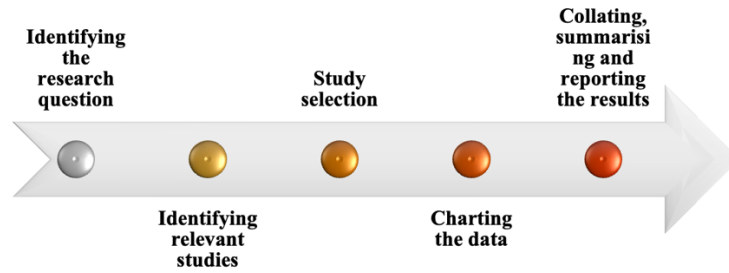 Identifying
the
research
question
Identifying
relevant
studies
Study
selection
Charting
the data
Collating,
summarisi
ng and
reporting
the results